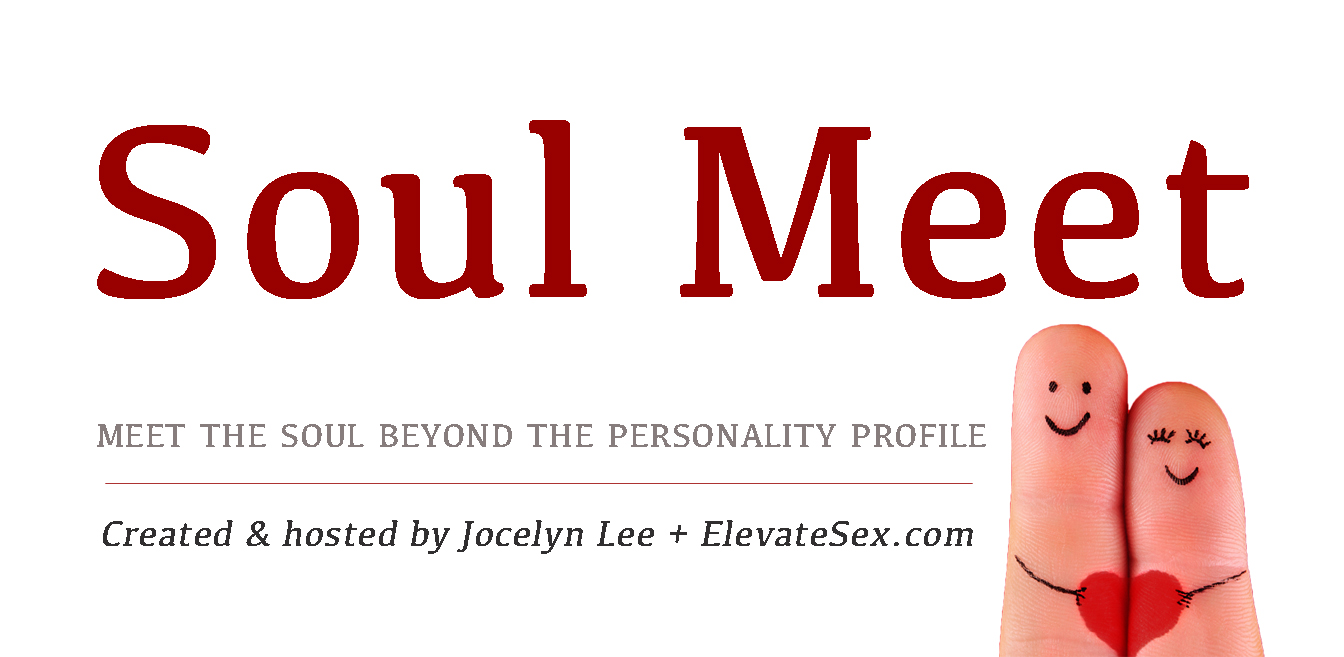 Soul Meet
MEET THE SOUL BEYOND THE PERSONALITY PROFILE
Created & hosted by Jocelyn Lee + ElevateSex.com